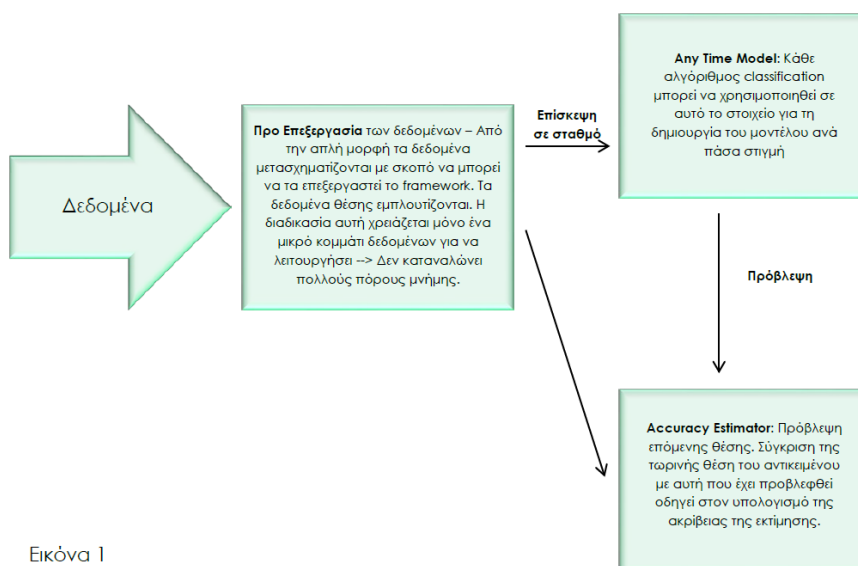 Δεδομένα
Προ Επεξεργασία των δεδομένων – Από
την απλή μορφή τα δεδομένα
μετασχηματίζονται με σκοπό να μπορεί
να τα επεξεργαστεί το framework. Τα
δεδομένα θέσης εμπλουτίζονται. Η
διαδικασία αυτή χρειάζεται μόνο ένα
μικρό κομμάτι δεδομένων για να
λειτουργήσει --> Δεν καταναλώνει
πολλούς πόρους μνήμης.
Επίσκεψη
σε σταθμό
Any Time Model: Κάθε
αλγόριθμος classification
μπορεί να χρησιμοποιηθεί σε
αυτό το στοιχείο για τη
δημιουργία του μοντέλου ανά
πάσα στιγμή
Πρόβλεψη
Accuracy Estimator: Πρόβλεψη
επόμενης θέσης. Σύγκριση της
τωρινής θέση του αντικειμένου
με αυτή που έχει προβλεφθεί
οδηγεί στον υπολογισμό της
ακρίβειας της εκτίμησης.
Εικόνα 1